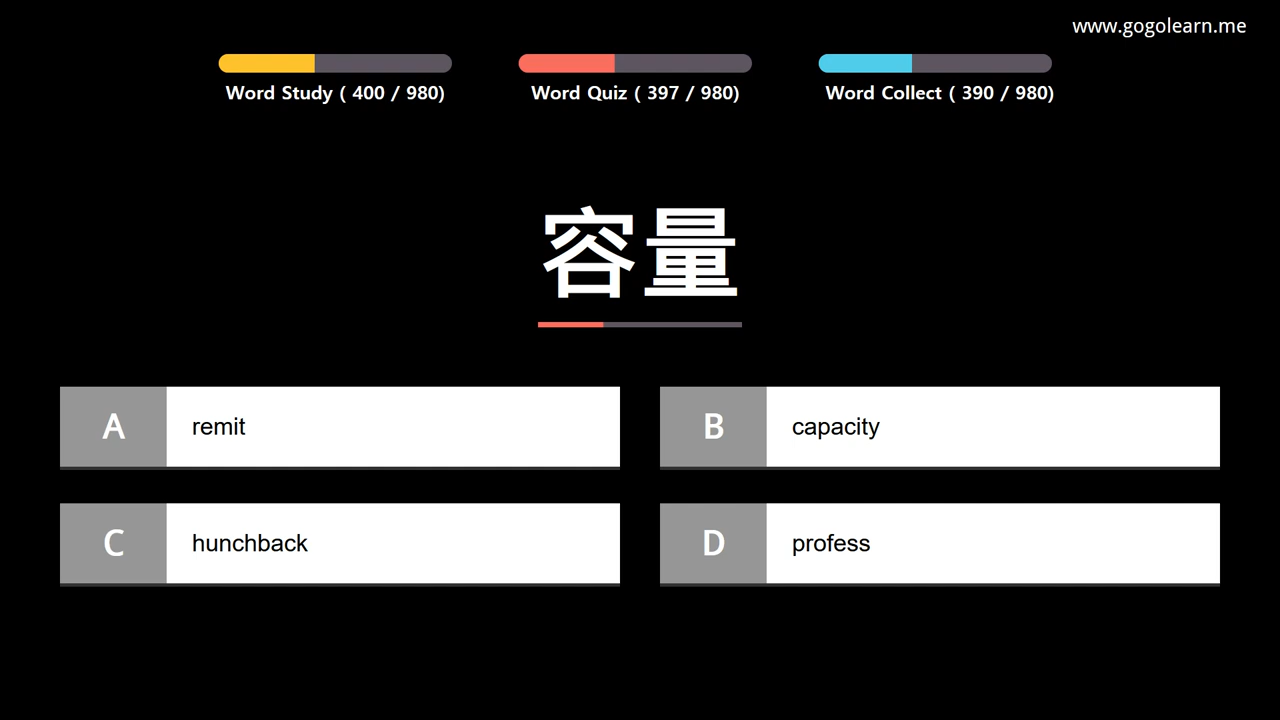 www.gogolearn.me
Word Study ( 400 / 980)
Word Quiz ( 397 / 980)
Word Collect ( 390 / 980)
容量
A remit
B capacity
C hunchback
D profess